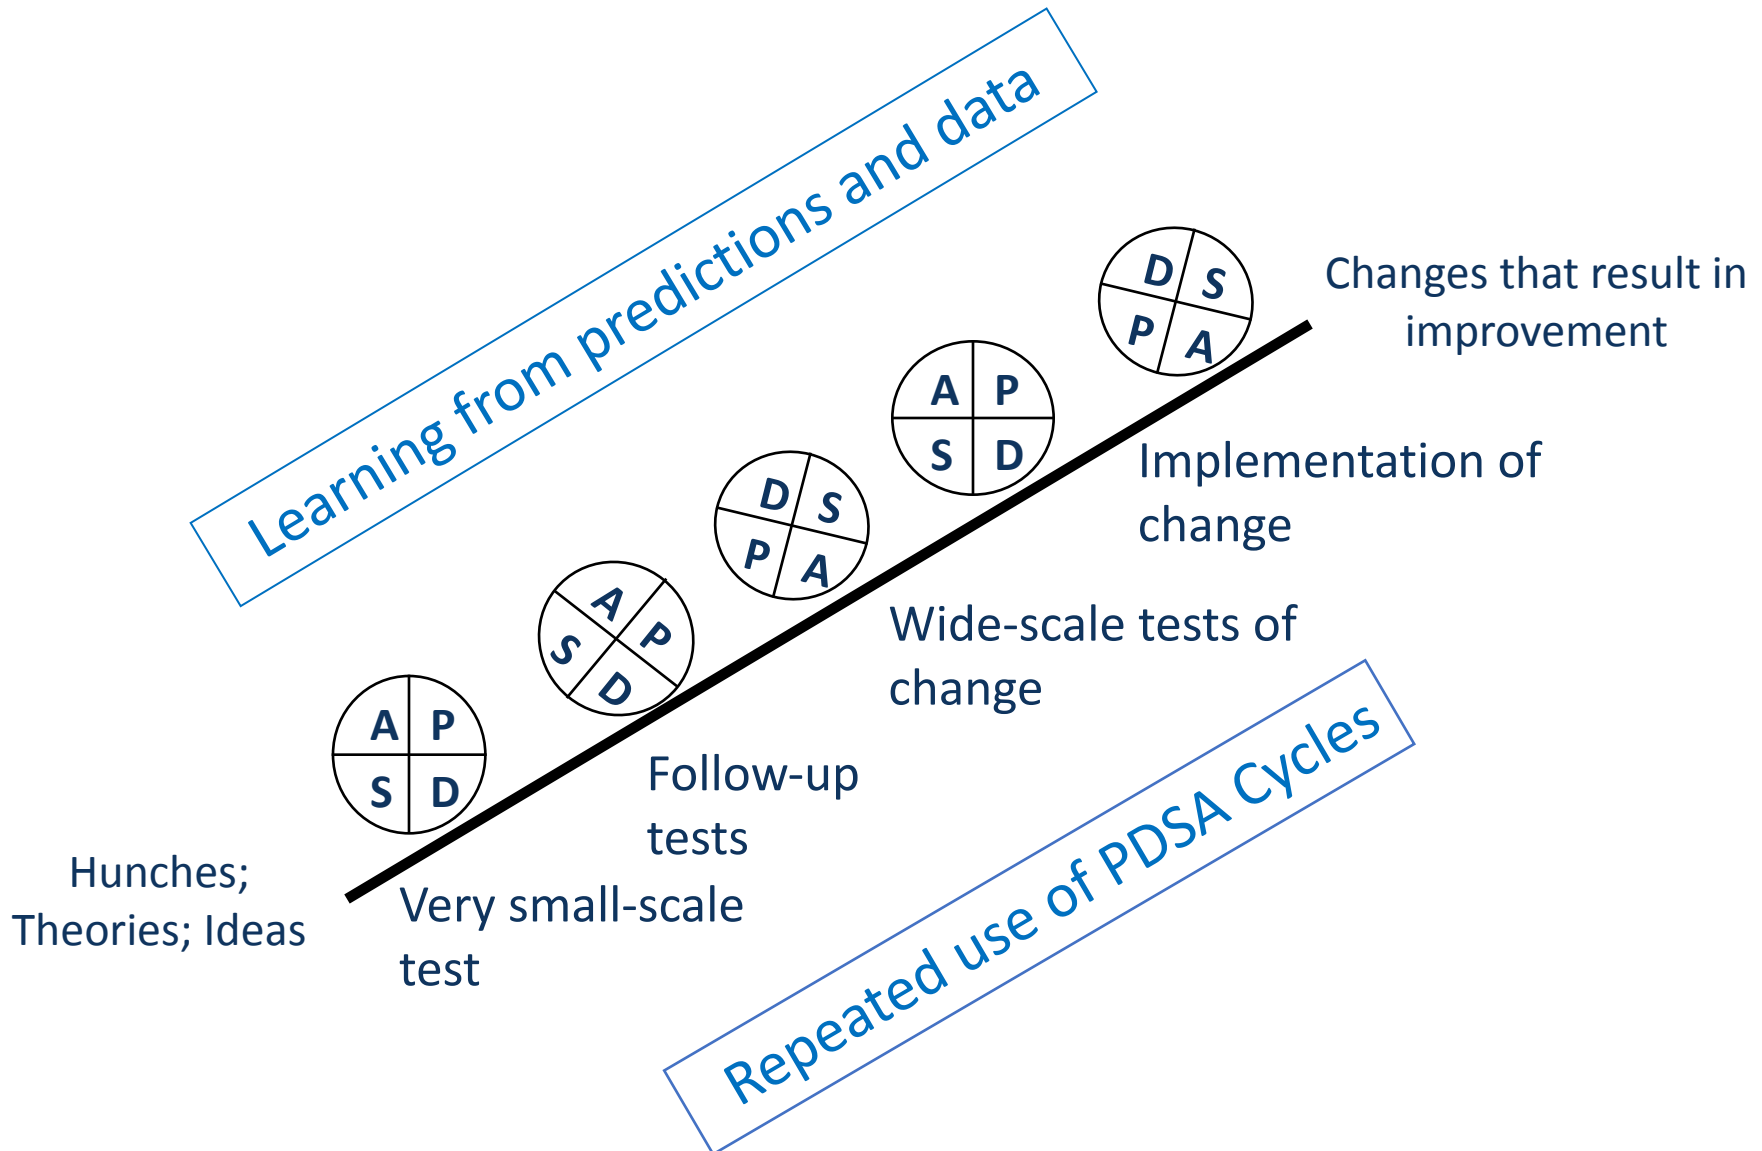 Learning from predictions and data
D S
P A
Changes that result in
improvement
A P
S D
Implementation of
change
D S
P A
Wide-scale tests of
change
A P
S D
Follow-up
tests
A P
S D
Very small-scale
test
Hunches;
Theories; Ideas
Repeated use of PDSA Cycles